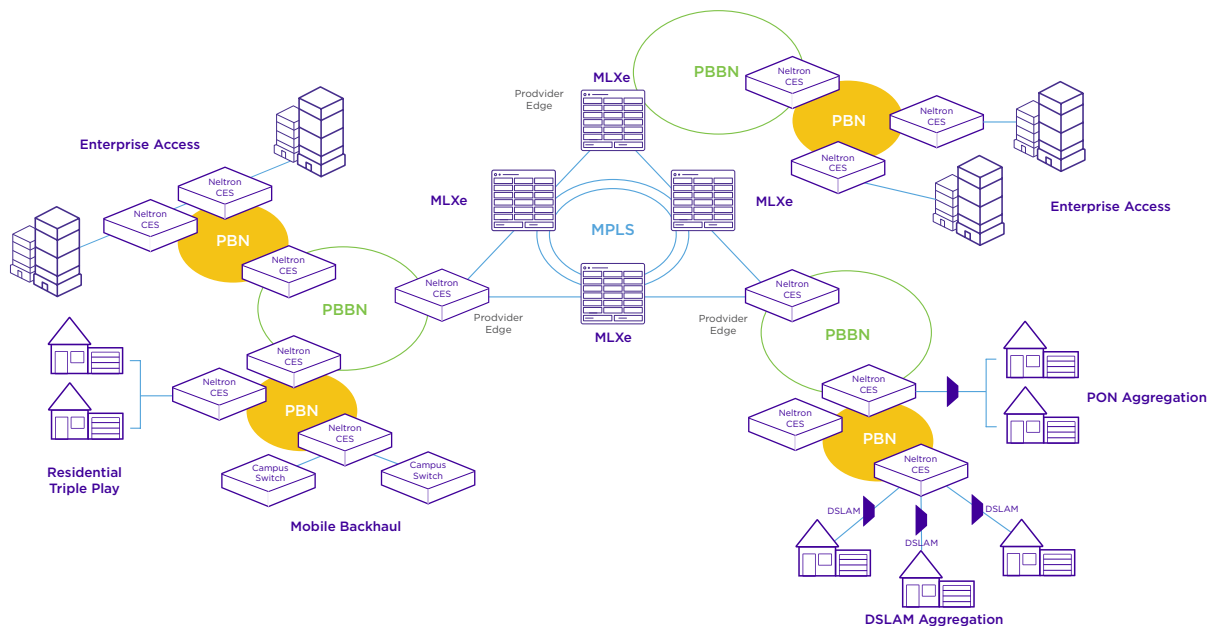 PBBN
Neltron
CES
MLXe
Prodvider
Edge
PBN
Neltron
CES
Neltron
CES
Enterprise Access
Neltron
CES
Neltron
CES
MLXe
MLXe
Enterprise Access
PBN
MPLS
Neltron
CES
Neltron
CES
Neltron
CES
Neltron
CES
PBBN
Prodvider
Edge
MLXe
Prodvider
Edge
PBBN
Neltron
CES
Neltron
CES
Neltron
CES
PON Aggregation
PBN
Neltron
CES
Neltron
CES
PBN
Neltron
CES
Campus
Switch
Campus
Switch
Residential
Triple Play
Mobile Backhaul
DSLAM
DSLAM
DSLAM
DSLAM Aggregation